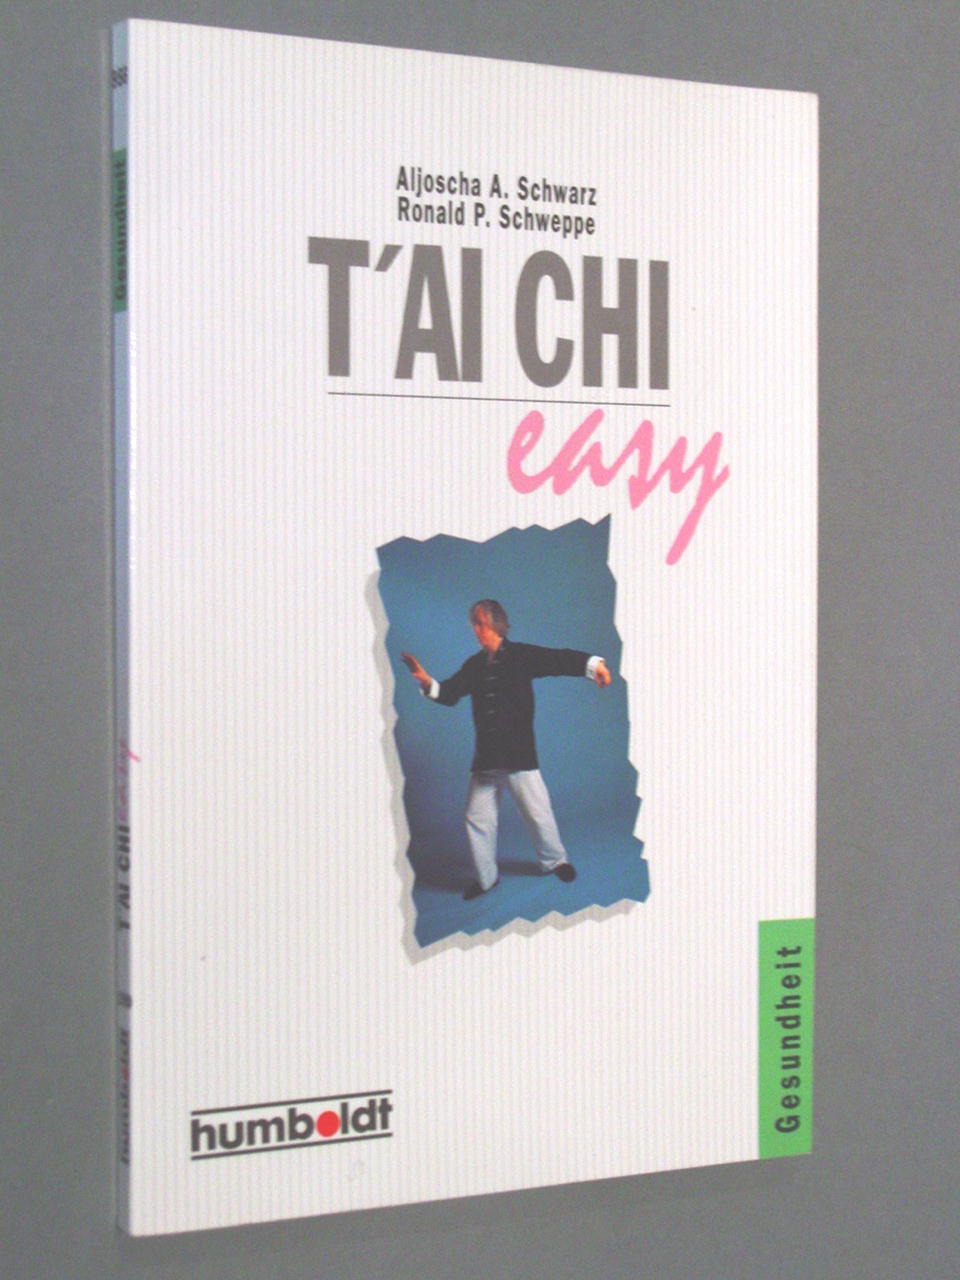 Aljoscha A. Schwarz
Ronald P. Schweppe
T´AI CHI
easy
Gesundheit
humboldt
Gesundheit
T´AI CHI easy
humboldt